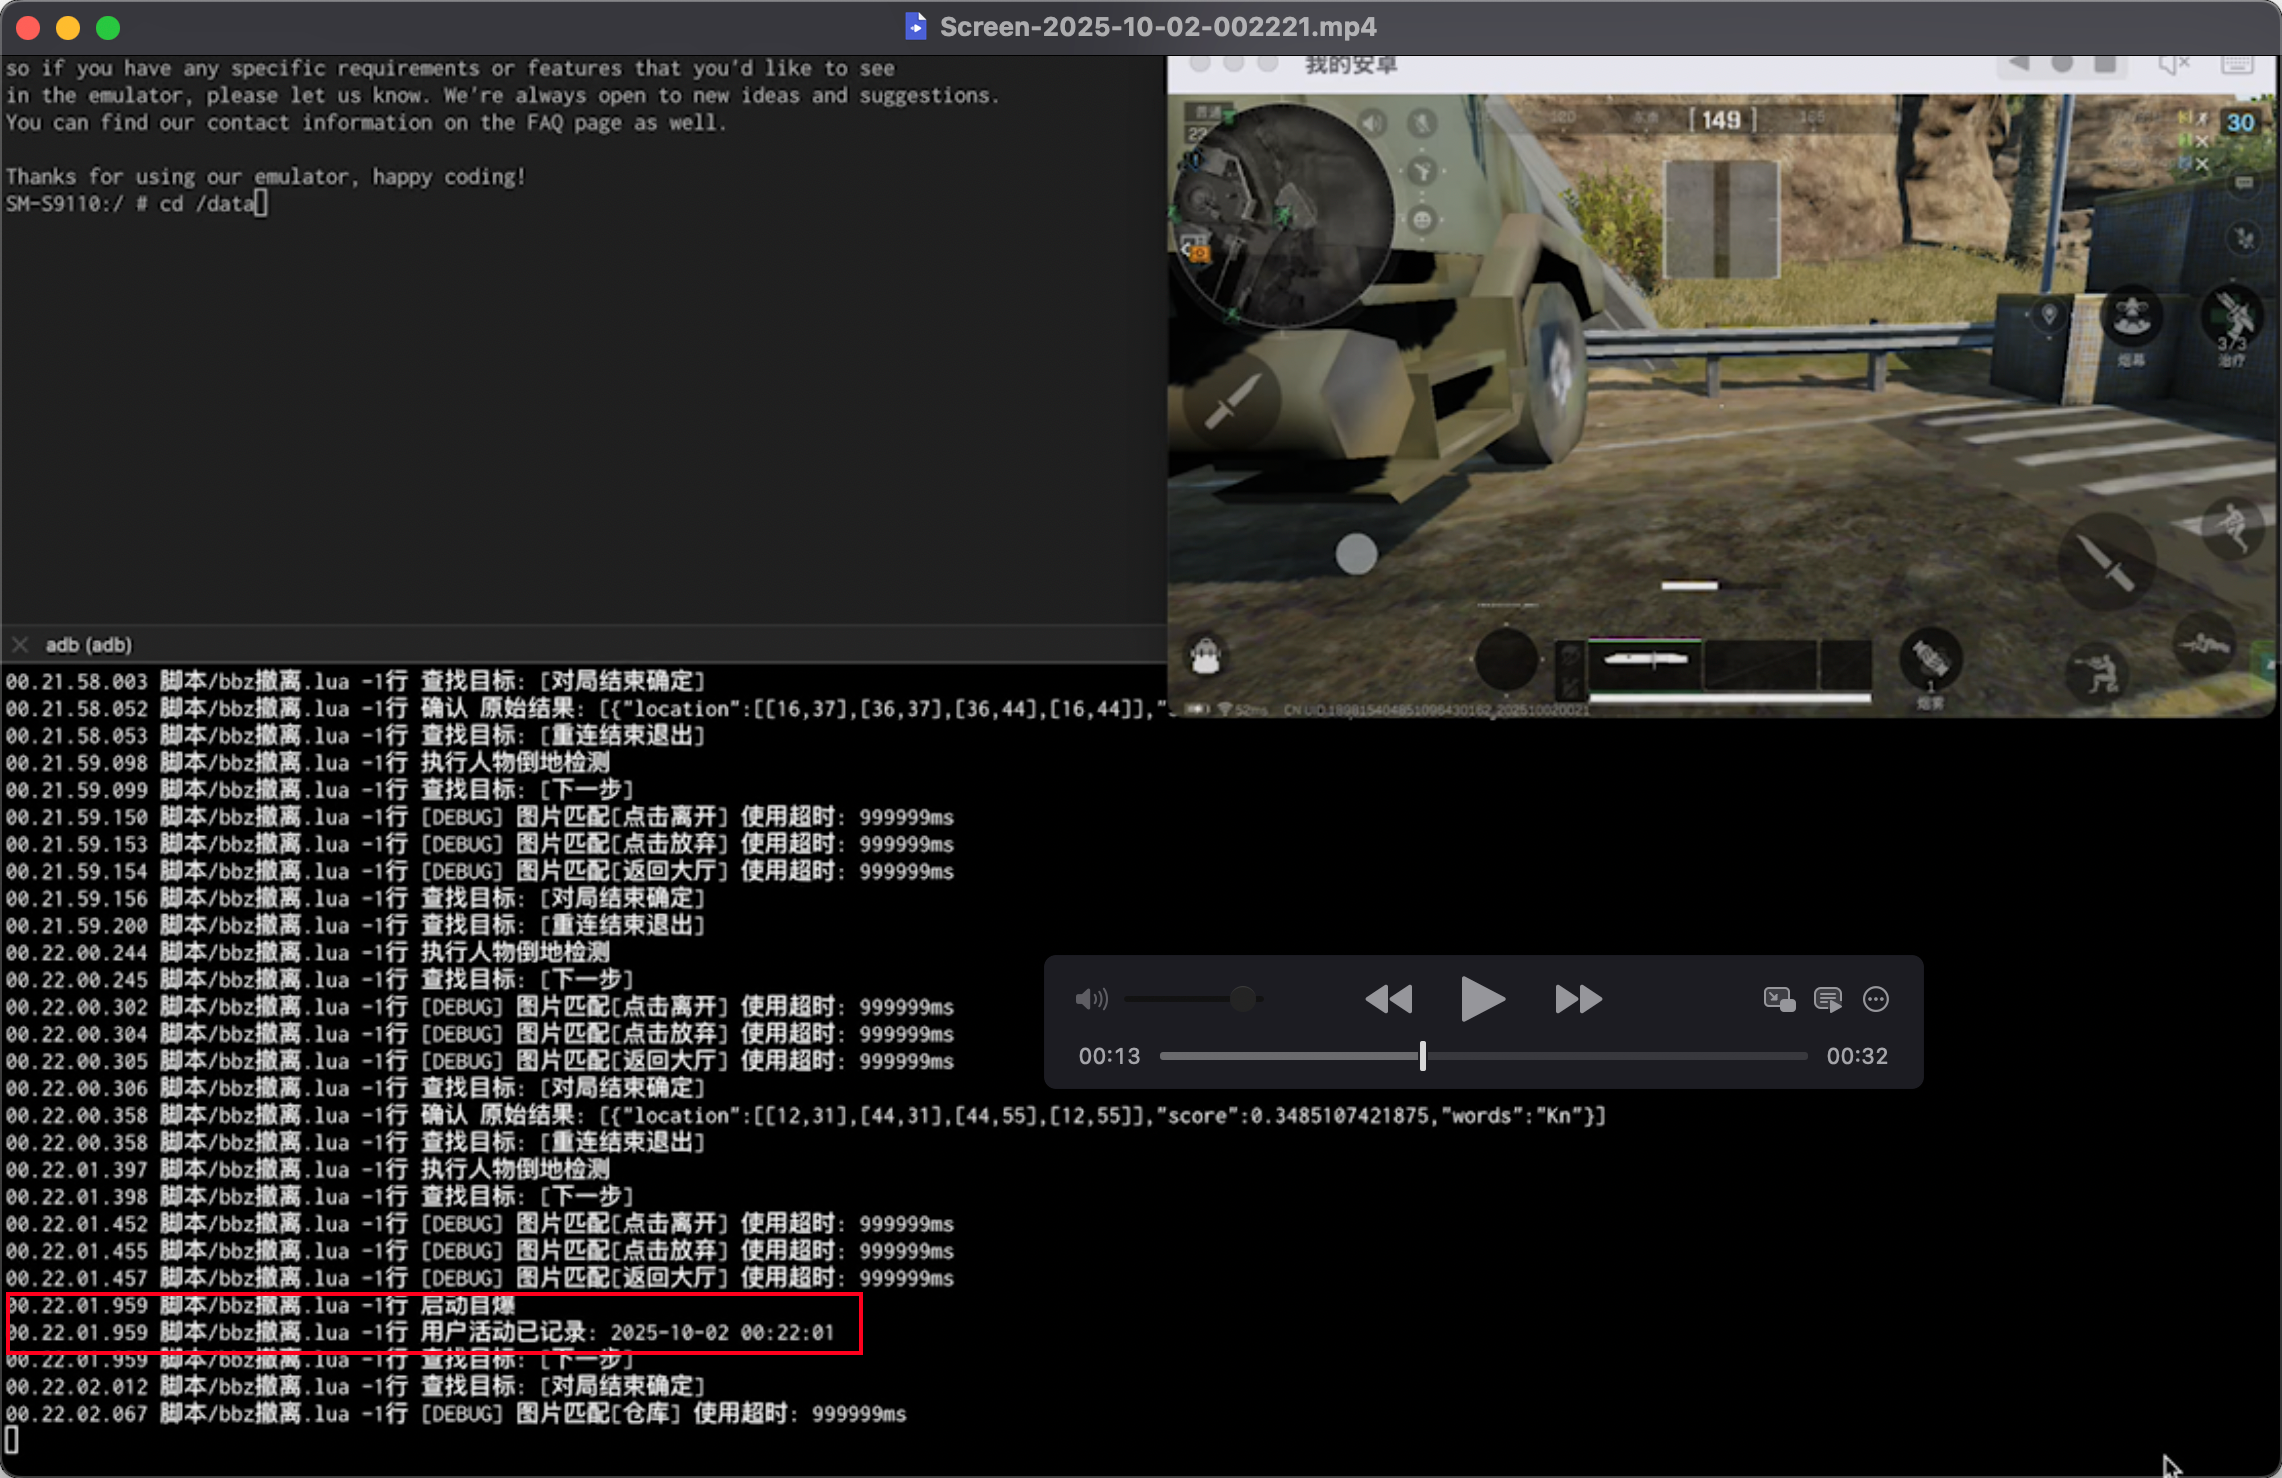 Screen-2025-10-02-002221.mp4
so if you have any specific requirements or features that you'd like to see
in the emulator, please let us know. We're always open to new ideas and suggestions.
You can find our contact information on the FAQ page as well.
Thanks for using our emulator, happy coding!
SM-S9110:/ # cd /data
我的安卓
普通
120
东南
[ 149 ]
165
30
烟幕
3/3
治疗
1
烟雾
52ms
adb (adb)
00.21.58.003 脚本/bbz撤离.lua -1行 查找目标: [对局结束确定]
00.21.58.052 脚本/bbz撤离.lua -1行 确认 原始结果: [{"location":[[16,37],[36,37],[36,44],[16,44]],"
00.21.58.053 脚本/bbz撤离.lua -1行 查找目标: [重连结束退出]
00.21.59.098 脚本/bbz撤离.lua -1行 执行人物倒地检测
00.21.59.099 脚本/bbz撤离.lua -1行 查找目标: [下一步]
00.21.59.150 脚本/bbz撤离.lua -1行 [DEBUG] 图片匹配[点击离开] 使用超时: 999999ms
00.21.59.153 脚本/bbz撤离.lua -1行 [DEBUG] 图片匹配[点击放弃] 使用超时: 999999ms
00.21.59.154 脚本/bbz撤离.lua -1行 [DEBUG] 图片匹配[返回大厅] 使用超时: 999999ms
00.21.59.156 脚本/bbz撤离.lua -1行 查找目标: [对局结束确定]
00.21.59.200 脚本/bbz撤离.lua -1行 查找目标: [重连结束退出]
00.22.00.244 脚本/bbz撤离.lua -1行 执行人物倒地检测
00.22.00.245 脚本/bbz撤离.lua -1行 查找目标: [下一步]
00.22.00.302 脚本/bbz撤离.lua -1行 [DEBUG] 图片匹配[点击离开] 使用超时: 999999ms
00.22.00.304 脚本/bbz撤离.lua -1行 [DEBUG] 图片匹配[点击放弃] 使用超时: 999999ms
00.22.00.305 脚本/bbz撤离.lua -1行 [DEBUG] 图片匹配[返回大厅] 使用超时: 999999ms
00.22.00.306 脚本/bbz撤离.lua -1行 查找目标: [对局结束确定]
00.22.00.358 脚本/bbz撤离.lua -1行 确认 原始结果: [{"location":[[12,31],[44,31],[44,55],[12,55]],"score":0.3485107421875,"words":"Kn"}]
00.22.00.358 脚本/bbz撤离.lua -1行 查找目标: [重连结束退出]
00.22.01.397 脚本/bbz撤离.lua -1行 执行人物倒地检测
00.22.01.398 脚本/bbz撤离.lua -1行 查找目标: [下一步]
00.22.01.452 脚本/bbz撤离.lua -1行 [DEBUG] 图片匹配[点击离开] 使用超时: 999999ms
00.22.01.455 脚本/bbz撤离.lua -1行 [DEBUG] 图片匹配[点击放弃] 使用超时: 999999ms
00.22.01.457 脚本/bbz撤离.lua -1行 [DEBUG] 图片匹配[返回大厅] 使用超时: 999999ms
00.22.01.959 脚本/bbz撤离.lua -1行 启动自爆
00.22.01.959 脚本/bbz撤离.lua -1行 用户活动已记录: 2025-10-02 00:22:01
00.22.01.959 脚本/bbz撤离.lua -1行 查找目标: [下一步]
00.22.02.012 脚本/bbz撤离.lua -1行 查找目标: [对局结束确定]
00.22.02.067 脚本/bbz撤离.lua -1行 [DEBUG] 图片匹配[仓库] 使用超时: 999999ms
00:13
00:32